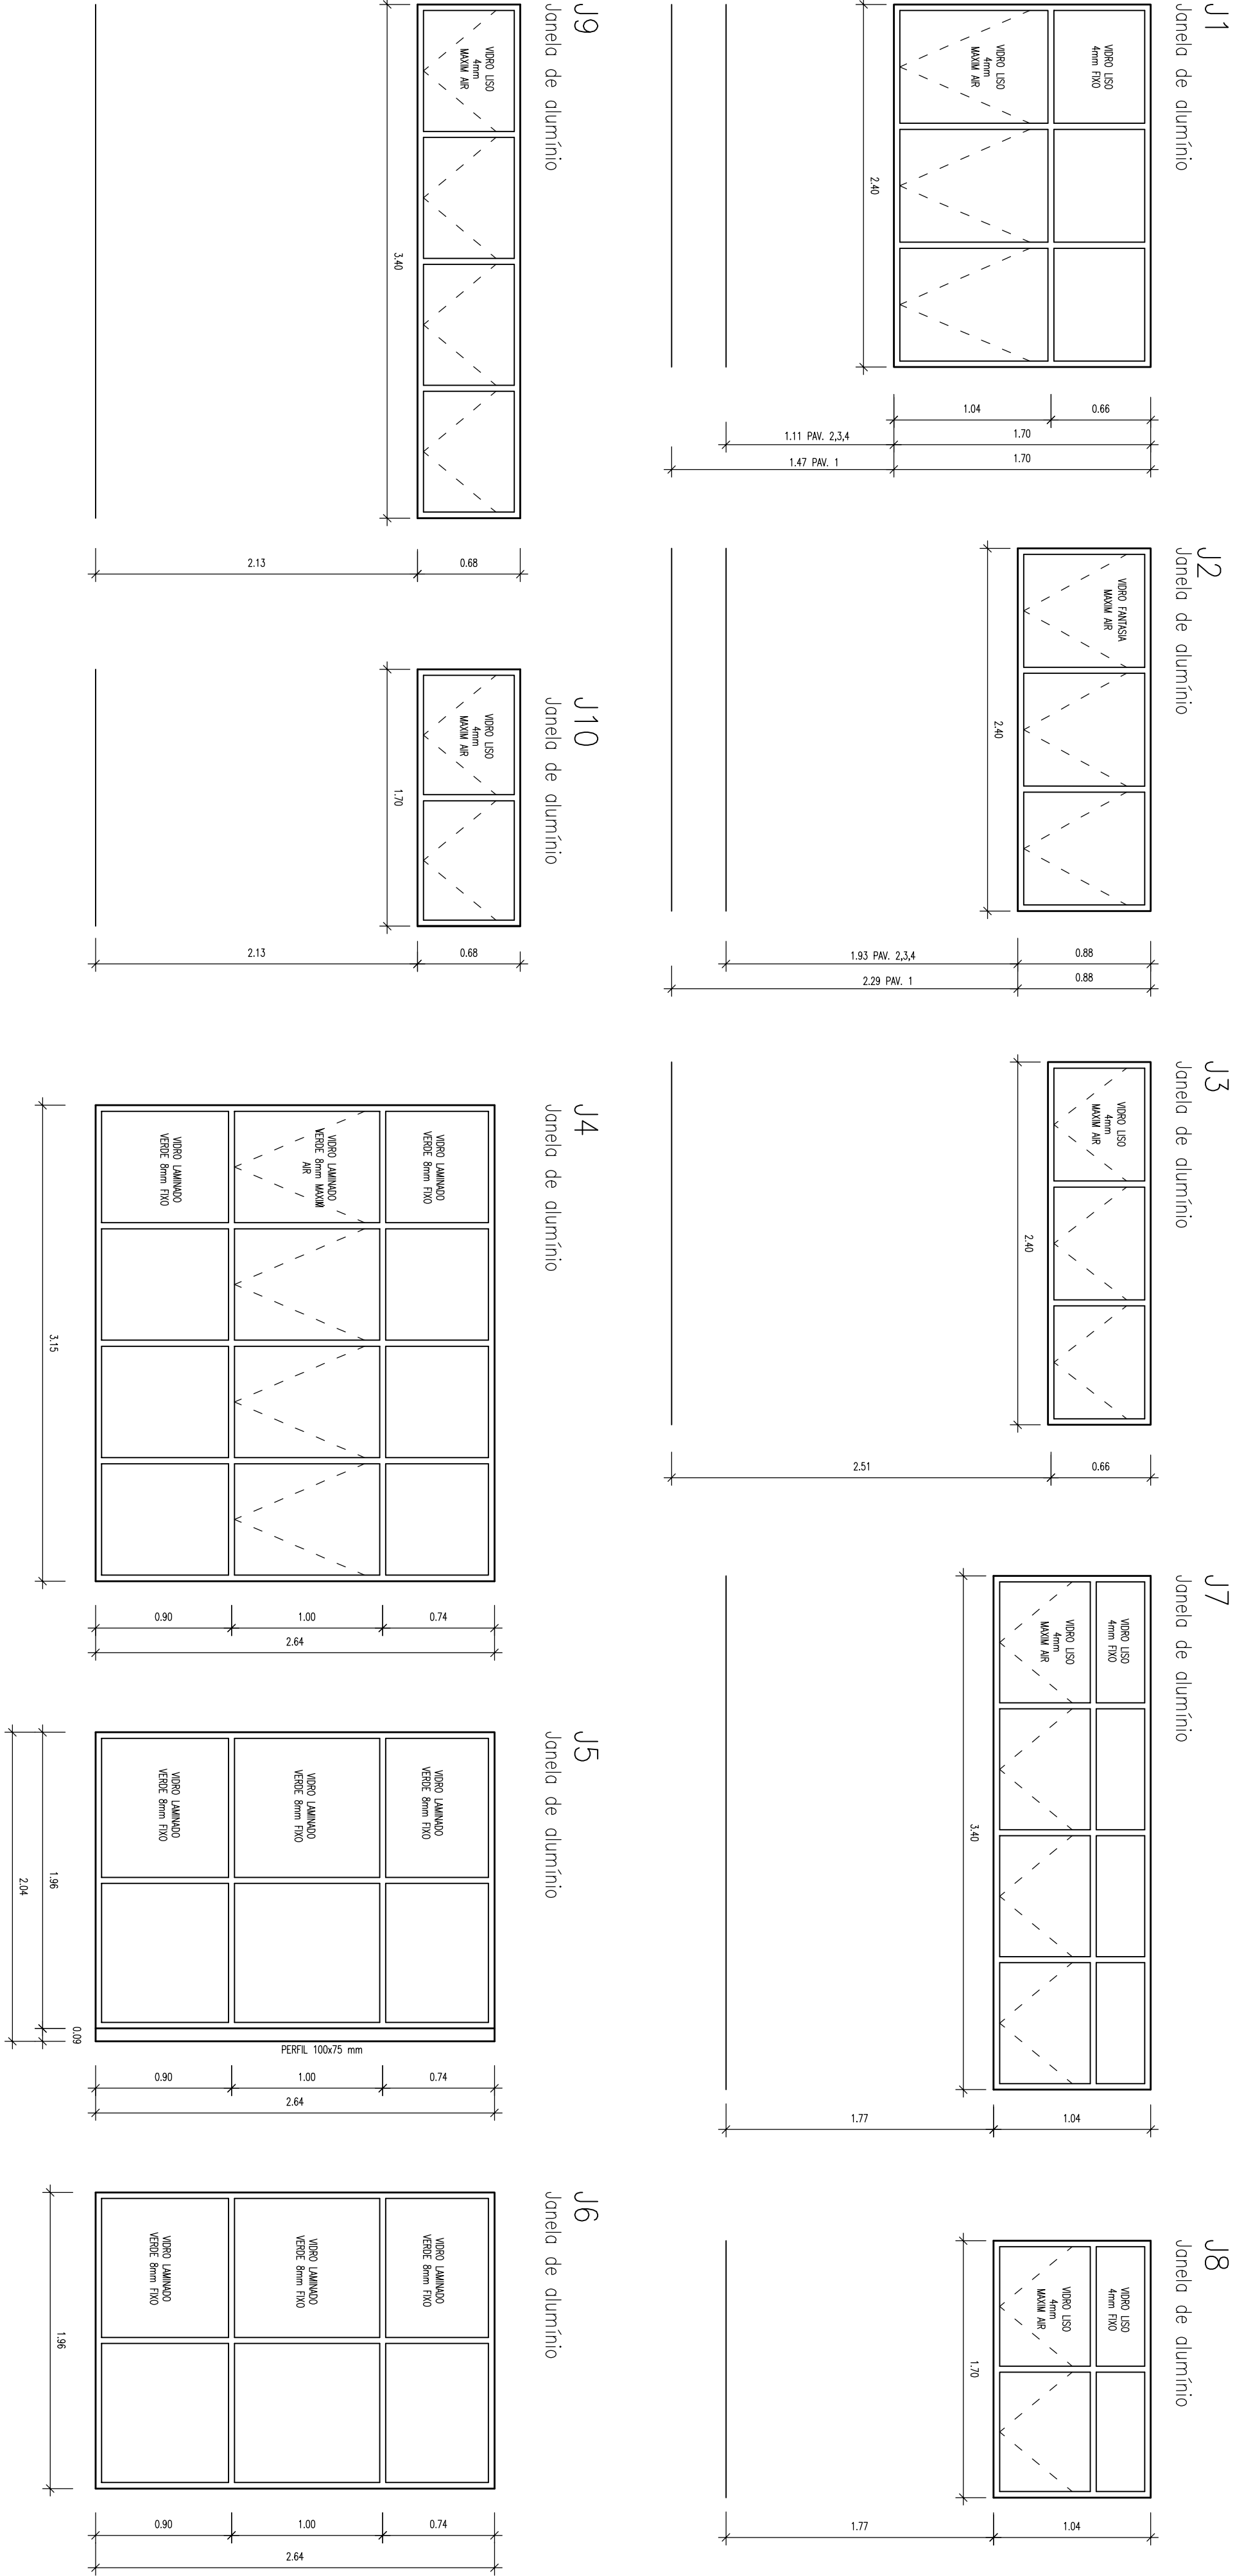 J1
Janela de alumínio
VIDRO LISO
4mm FIXO
VIDRO LISO
4mm
MAXIM AIR
2.40
0.66
1.04
1.70
1.11 PAV. 2,3,4
1.70
1.47 PAV. 1
J2
Janela de alumínio
VIDRO FANTASIA
MAXIM AIR
2.40
0.88
1.93 PAV. 2,3,4
0.88
2.29 PAV. 1
J3
Janela de alumínio
VIDRO LISO
4mm
MAXIM AIR
2.40
0.66
2.51
J7
Janela de alumínio
VIDRO LISO
4mm FIXO
VIDRO LISO
4mm
MAXIM AIR
3.40
1.04
1.77
J8
Janela de alumínio
VIDRO LISO
4mm FIXO
VIDRO LISO
4mm
MAXIM AIR
1.70
1.04
1.77
J9
Janela de alumínio
VIDRO LISO
4mm
MAXIM AIR
3.40
0.68
2.13
J10
Janela de alumínio
VIDRO LISO
4mm
MAXIM AIR
1.70
0.68
2.13
J4
Janela de alumínio
VIDRO LAMINADO
VERDE 8mm FIXO
VIDRO LAMINADO
VERDE 8mm MAXIM
AIR
VIDRO LAMINADO
VERDE 8mm FIXO
3.15
0.74
1.00
0.90
2.64
J5
Janela de alumínio
VIDRO LAMINADO
VERDE 8mm FIXO
VIDRO LAMINADO
VERDE 8mm FIXO
VIDRO LAMINADO
VERDE 8mm FIXO
PERFIL 100x75 mm
1.96
0.09
2.04
0.74
1.00
0.90
2.64
J6
Janela de alumínio
VIDRO LAMINADO
VERDE 8mm FIXO
VIDRO LAMINADO
VERDE 8mm FIXO
VIDRO LAMINADO
VERDE 8mm FIXO
1.96
0.74
1.00
0.90
2.64